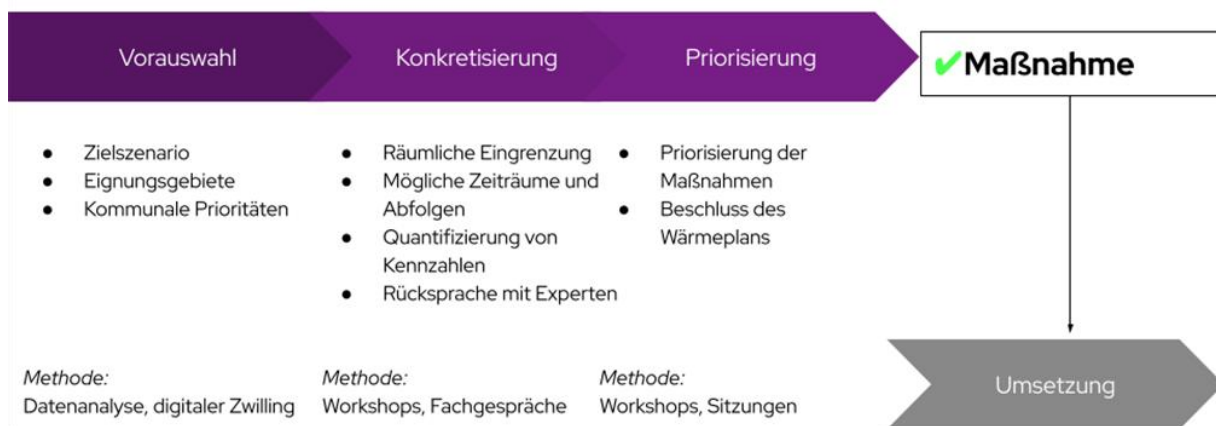 Vorauswahl
Konkretisierung
Priorisierung
✔Maßnahme
● Zielszenario
● Eignungsgebiete
● Kommunale Prioritäten
● Räumliche Eingrenzung
● Mögliche Zeiträume und
Abfolgen
● Quantifizierung von
Kennzahlen
● Rücksprache mit Experten
● Priorisierung der
Maßnahmen
● Beschluss des
Wärmeplans
Methode:
Datenanalyse, digitaler Zwilling
Methode:
Workshops, Fachgespräche
Methode:
Workshops, Sitzungen
Umsetzung